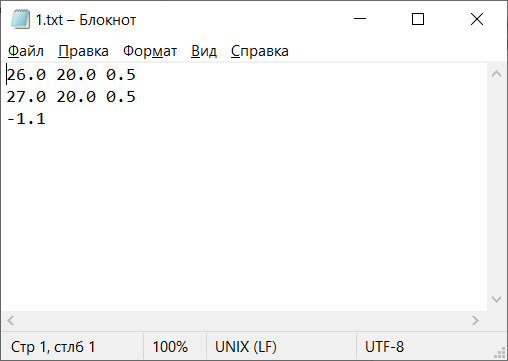 1.txt – Блокнот
Файл Правка Формат Вид Справка
26.0 20.0 0.5
27.0 20.0 0.5
-1.1
Стр 1, стлб 1 100% UNIX (LF) UTF-8